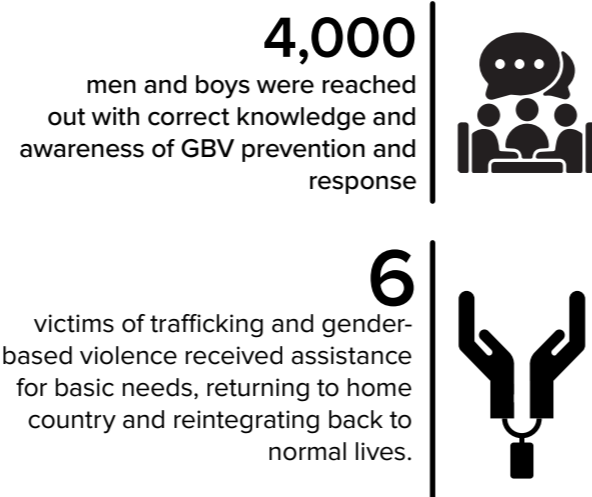 4,000
men and boys were reached
out with correct knowledge and
awareness of GBV prevention and
response
6
victims of trafficking and gender-
based violence received assistance
for basic needs, returning to home
country and reintegrating back to
normal lives.